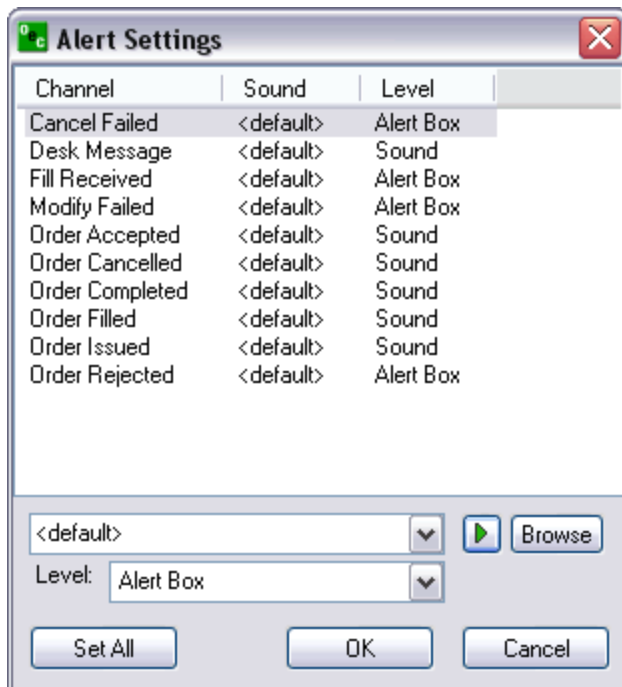 Oec Alert Settings
Channel Sound Level
Cancel Failed <default> Alert Box
Desk Message <default> Sound
Fill Received <default> Alert Box
Modify Failed <default> Alert Box
Order Accepted <default> Sound
Order Cancelled <default> Sound
Order Completed <default> Sound
Order Filled <default> Sound
Order Issued <default> Sound
Order Rejected <default> Alert Box
<default> Browse
Level: Alert Box
Set All OK Cancel